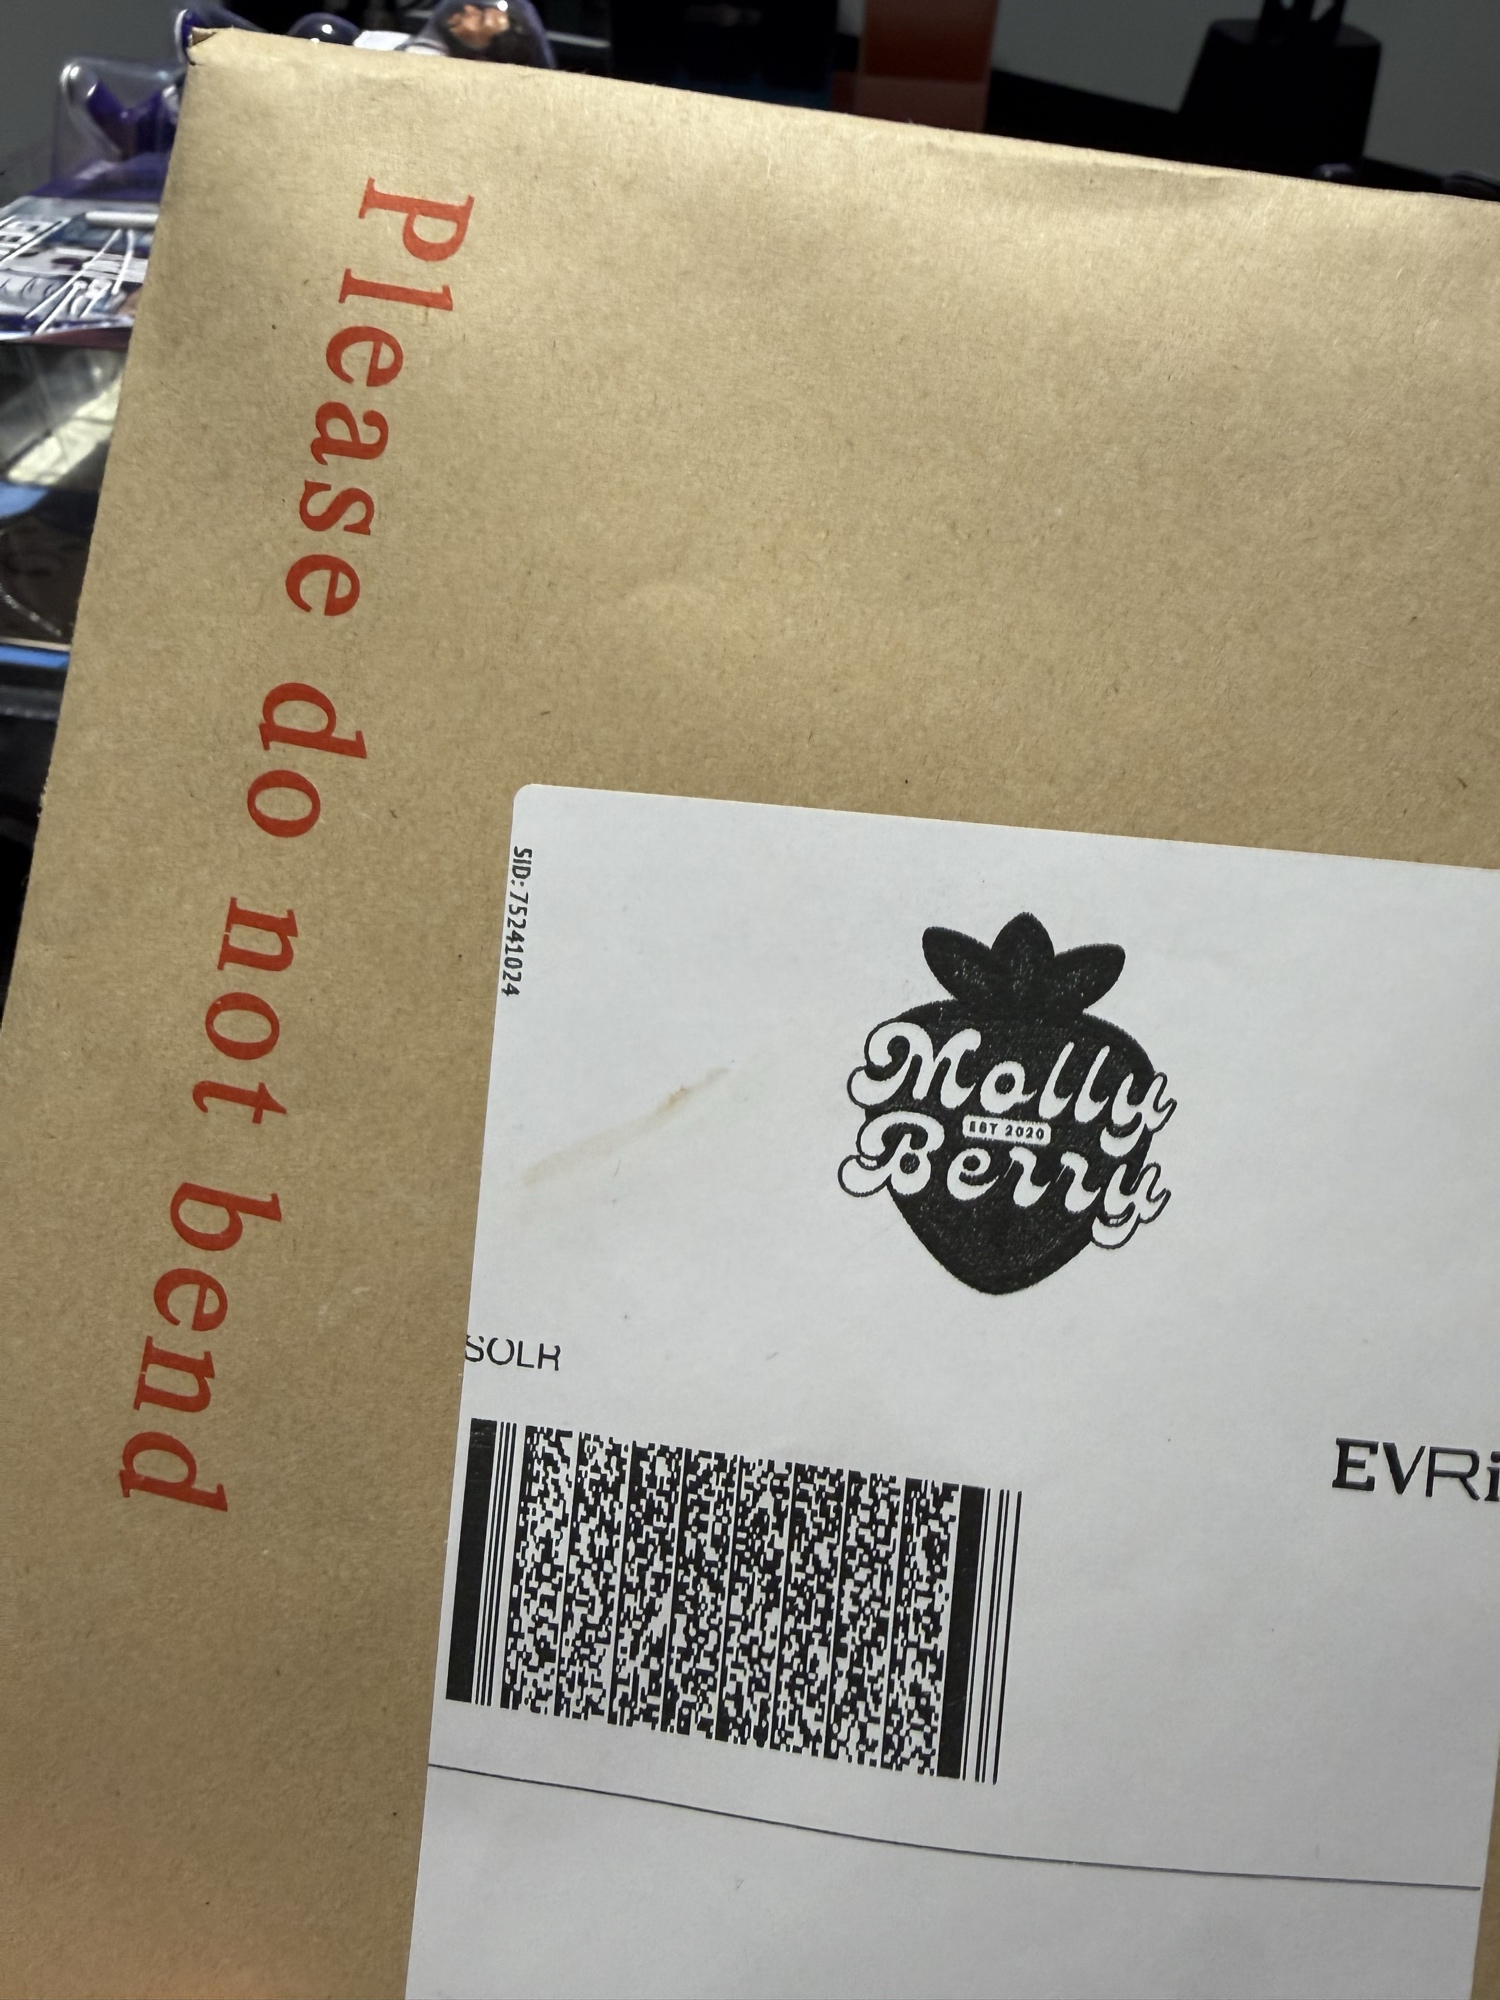 Please do not bend
SID: 75241024
Molly
EST 2020
Berry
SOLR
EVRi